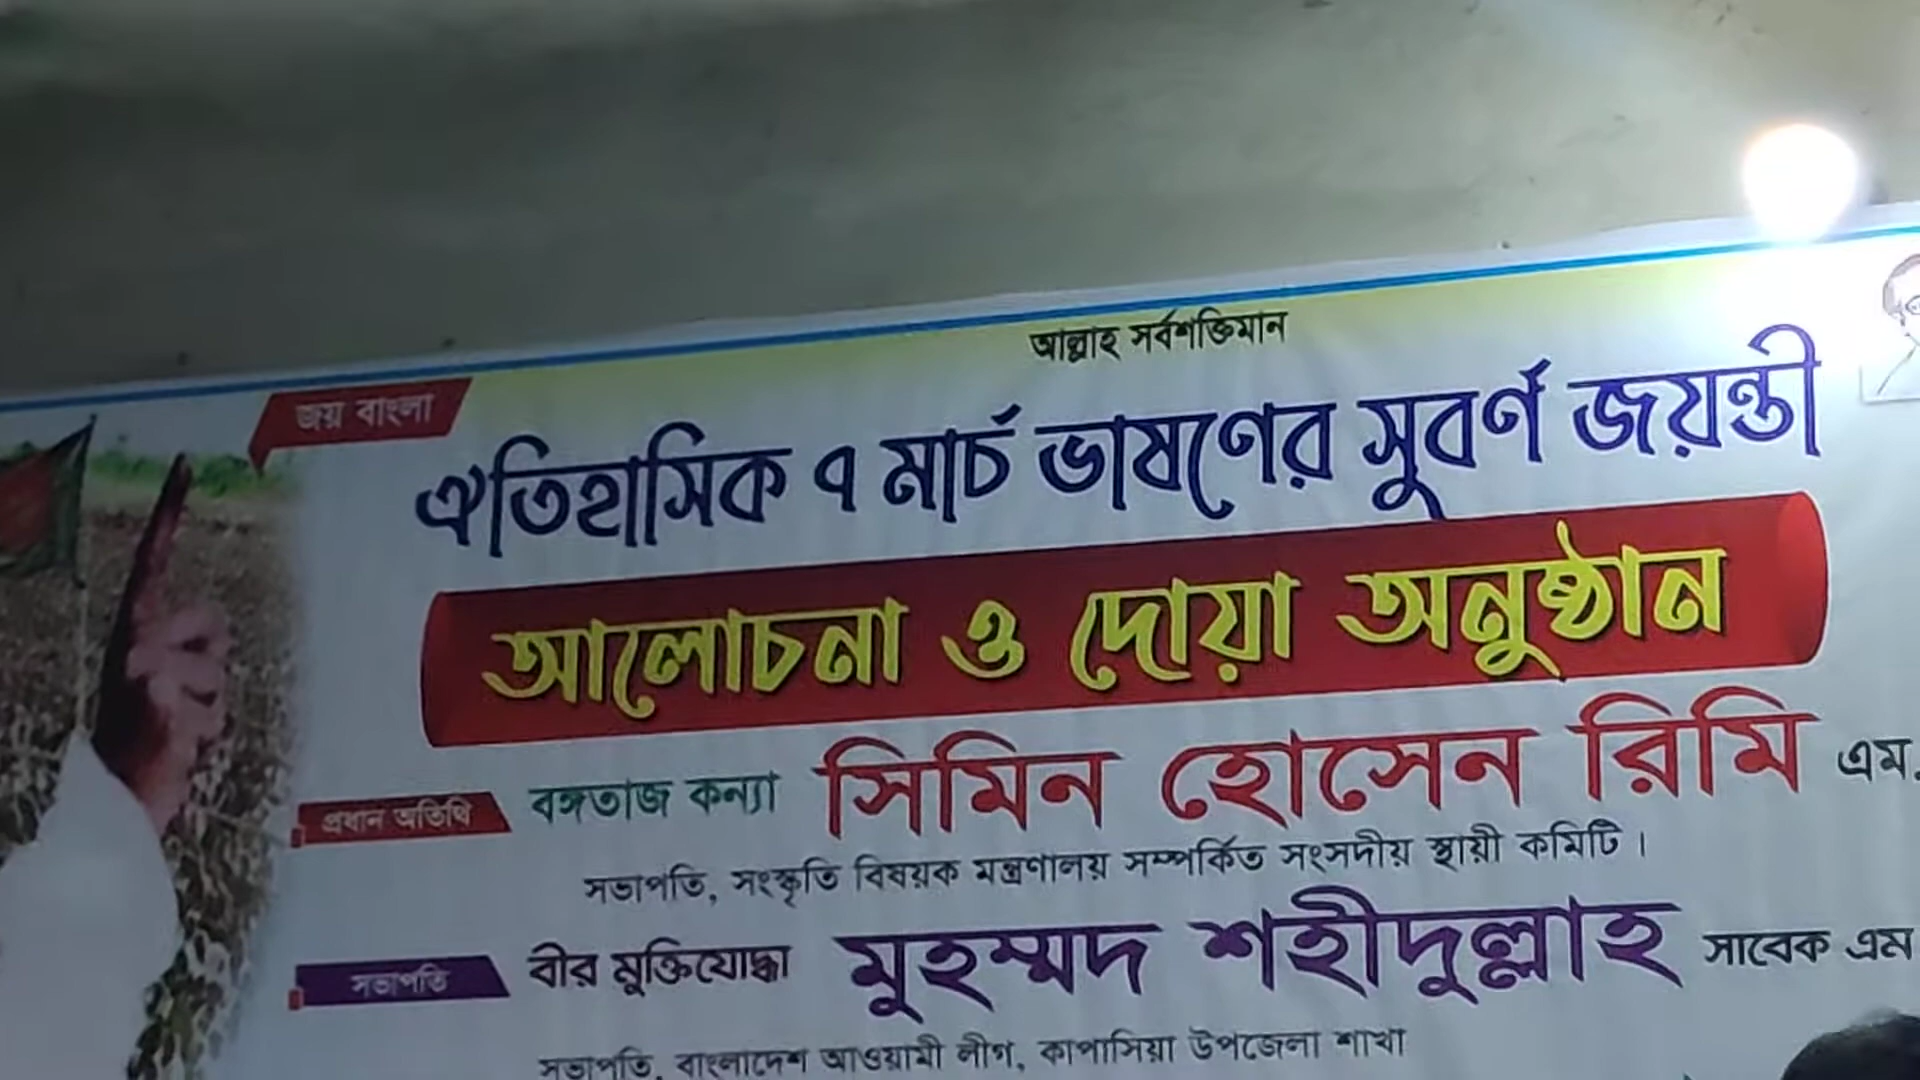 আল্লাহ সর্বশক্তিমান
জয় বাংলা
ঐতিহাসিক ৭ মার্চ ভাষণের সুবর্ণ জয়ন্তী
আলোচনা ও দোয়া অনুষ্ঠান
প্রধান অতিথি বঙ্গতাজ কন্যা সিমিন হোসেন রিমি এম.
সভাপতি, সংস্কৃতি বিষয়ক মন্ত্রণালয় সম্পর্কিত সংসদীয় স্থায়ী কমিটি।
সভাপতি বীর মুক্তিযোদ্ধা মুহম্মদ শহীদুল্লাহ সাবেক এম
সভাপতি, বাংলাদেশ আওয়ামী লীগ, কাপাসিয়া উপজেলা শাখা